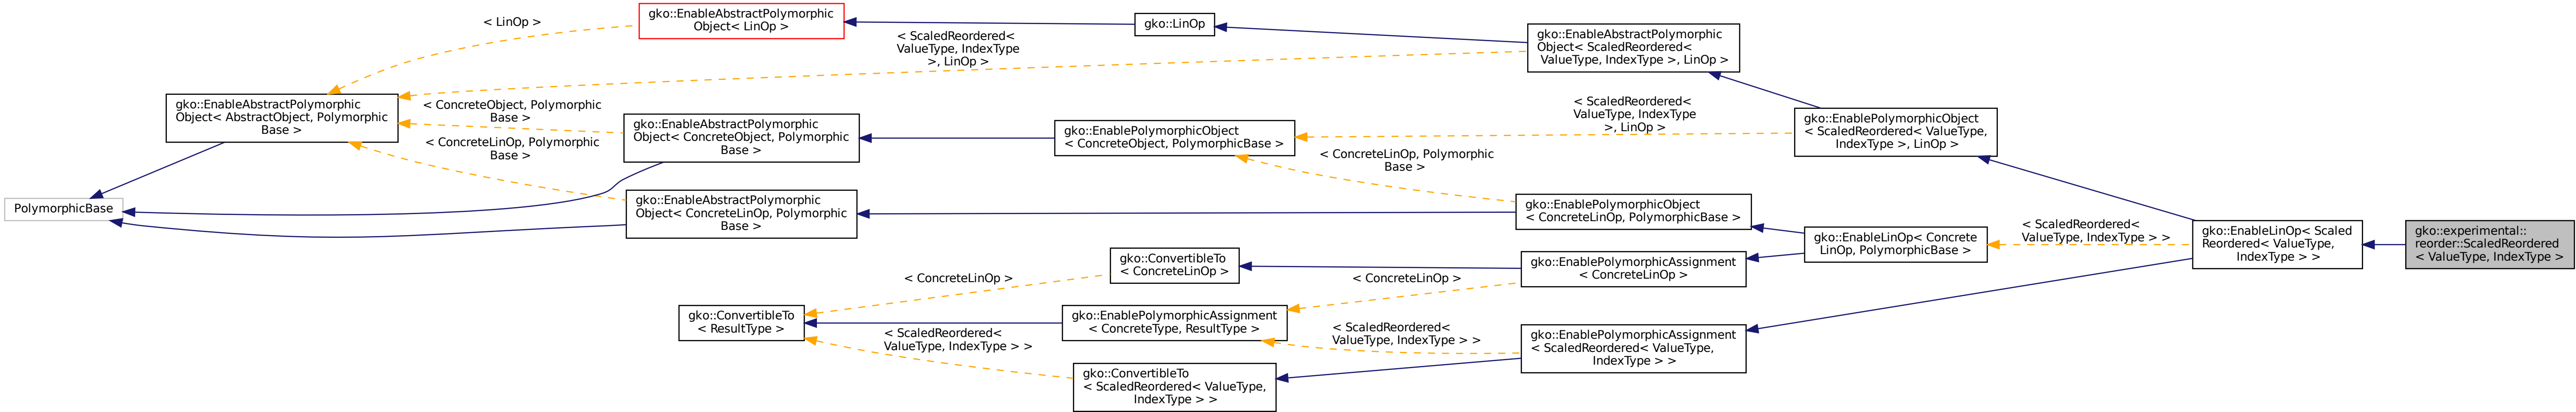 gko::EnableAbstractPolymorphic
Object< LinOp >
< LinOp >
gko::LinOp
< ScaledReordered<
ValueType, IndexType
>, LinOp >
gko::EnableAbstractPolymorphic
Object< ScaledReordered<
ValueType, IndexType >, LinOp >
gko::EnableAbstractPolymorphic
Object< AbstractObject, Polymorphic
Base >
< ConcreteObject, Polymorphic
Base >
< ConcreteLinOp, Polymorphic
Base >
gko::EnableAbstractPolymorphic
Object< ConcreteObject, Polymorphic
Base >
gko::EnablePolymorphicObject
< ConcreteObject, PolymorphicBase >
< ScaledReordered<
ValueType, IndexType
>, LinOp >
gko::EnablePolymorphicObject
< ScaledReordered< ValueType,
IndexType >, LinOp >
< ConcreteLinOp, Polymorphic
Base >
PolymorphicBase
gko::EnableAbstractPolymorphic
Object< ConcreteLinOp, Polymorphic
Base >
gko::EnablePolymorphicObject
< ConcreteLinOp, PolymorphicBase >
gko::EnableLinOp< Concrete
LinOp, PolymorphicBase >
< ScaledReordered<
ValueType, IndexType > >
gko::EnableLinOp< Scaled
Reordered< ValueType,
IndexType > >
gko::experimental::
reorder::ScaledReordered
< ValueType, IndexType >
gko::ConvertibleTo
< ConcreteLinOp >
< ConcreteLinOp >
gko::EnablePolymorphicAssignment
< ConcreteLinOp >
< ConcreteLinOp >
gko::ConvertibleTo
< ResultType >
gko::EnablePolymorphicAssignment
< ConcreteType, ResultType >
< ScaledReordered<
ValueType, IndexType > >
< ScaledReordered<
ValueType, IndexType > >
gko::EnablePolymorphicAssignment
< ScaledReordered< ValueType,
IndexType > >
gko::ConvertibleTo
< ScaledReordered< ValueType,
IndexType > >